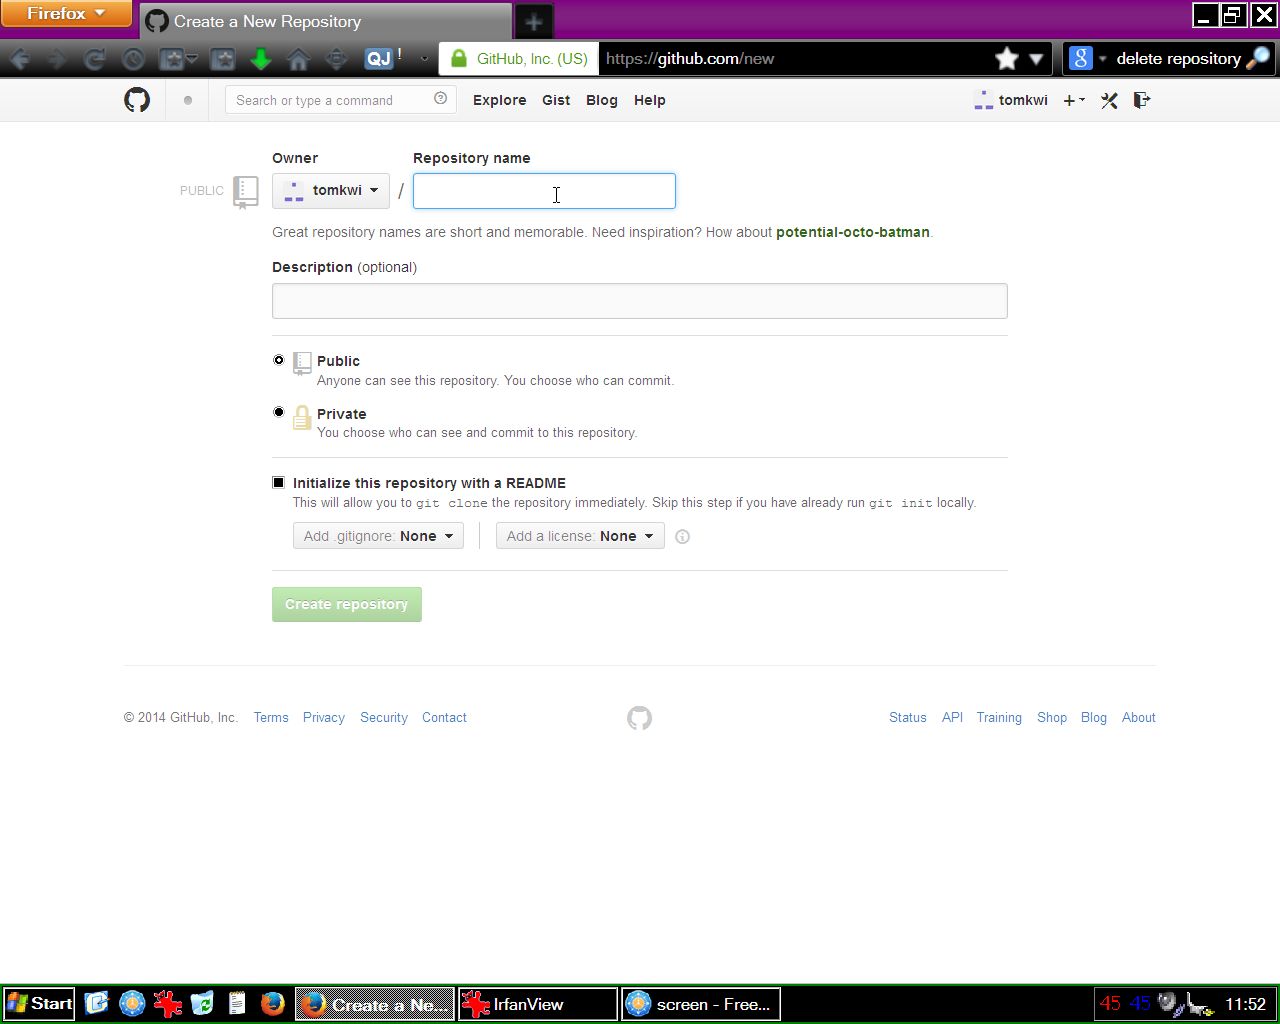 Firefox
Create a New Repository
QJ !
GitHub, Inc. (US)
https://github.com/new
delete repository
Search or type a command
Explore Gist Blog Help
tomkwi
Owner
Repository name
PUBLIC
tomkwi /
Great repository names are short and memorable. Need inspiration? How about potential-octo-batman.
Description (optional)
Public
Anyone can see this repository. You choose who can commit.
Private
You choose who can see and commit to this repository.
Initialize this repository with a README
This will allow you to git clone the repository immediately. Skip this step if you have already run git init locally.
Add .gitignore: None
Add a license: None
Create repository
© 2014 GitHub, Inc. Terms Privacy Security Contact
Status API Training Shop Blog About
Start
Create a Ne...
IrfanView
screen - Free...
45 45
11:52